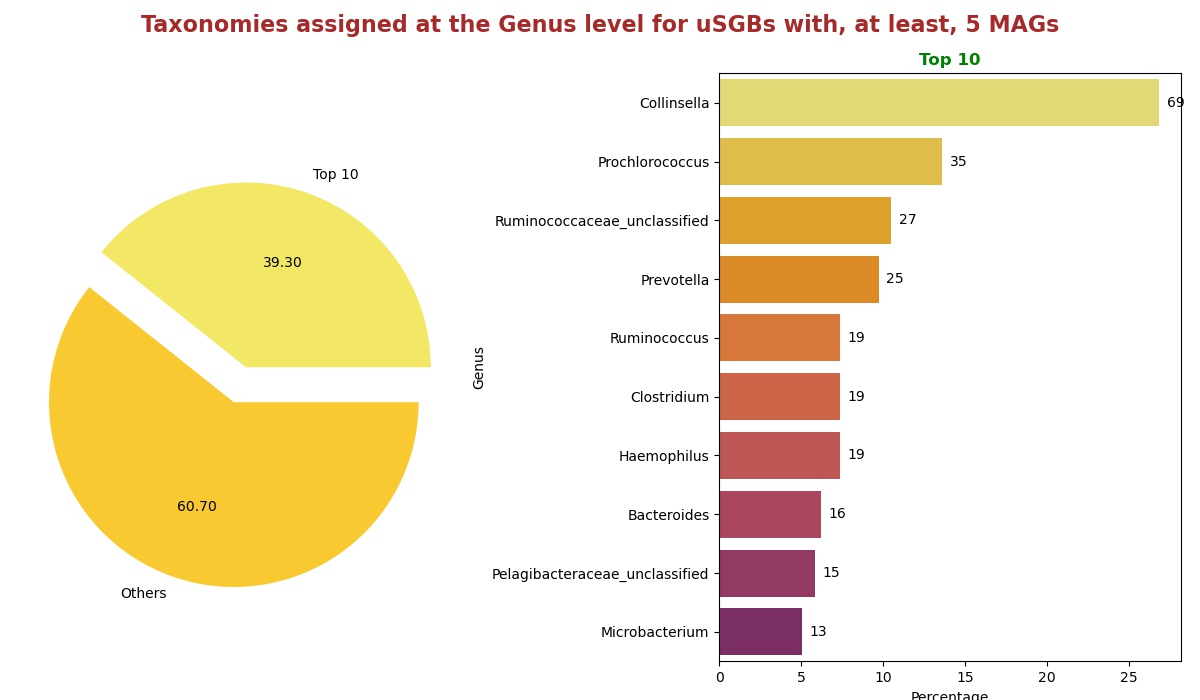 Taxonomies assigned at the Genus level for uSGBs with, at least, 5 MAGs
Top 10
39.30
60.70
Others
Genus
Top 10
Collinsella 69
Prochlorococcus 35
Ruminococcaceae_unclassified 27
Prevotella 25
Ruminococcus 19
Clostridium 19
Haemophilus 19
Bacteroides 16
Pelagibacteraceae_unclassified 15
Microbacterium 13
0 5 10 15 20 25
Percentage